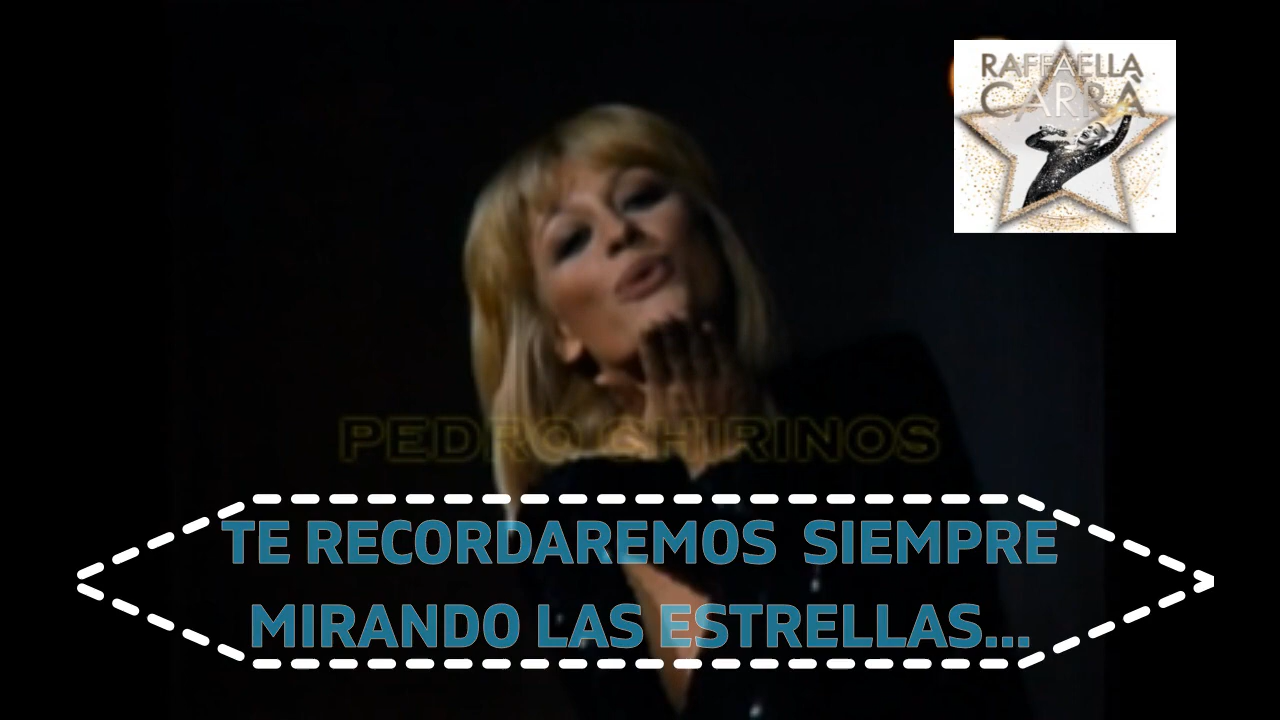 RAFFAELLA
CARRÀ
PEDRO CHIRINOS
TE RECORDAREMOS SIEMPRE
MIRANDO LAS ESTRELLAS...